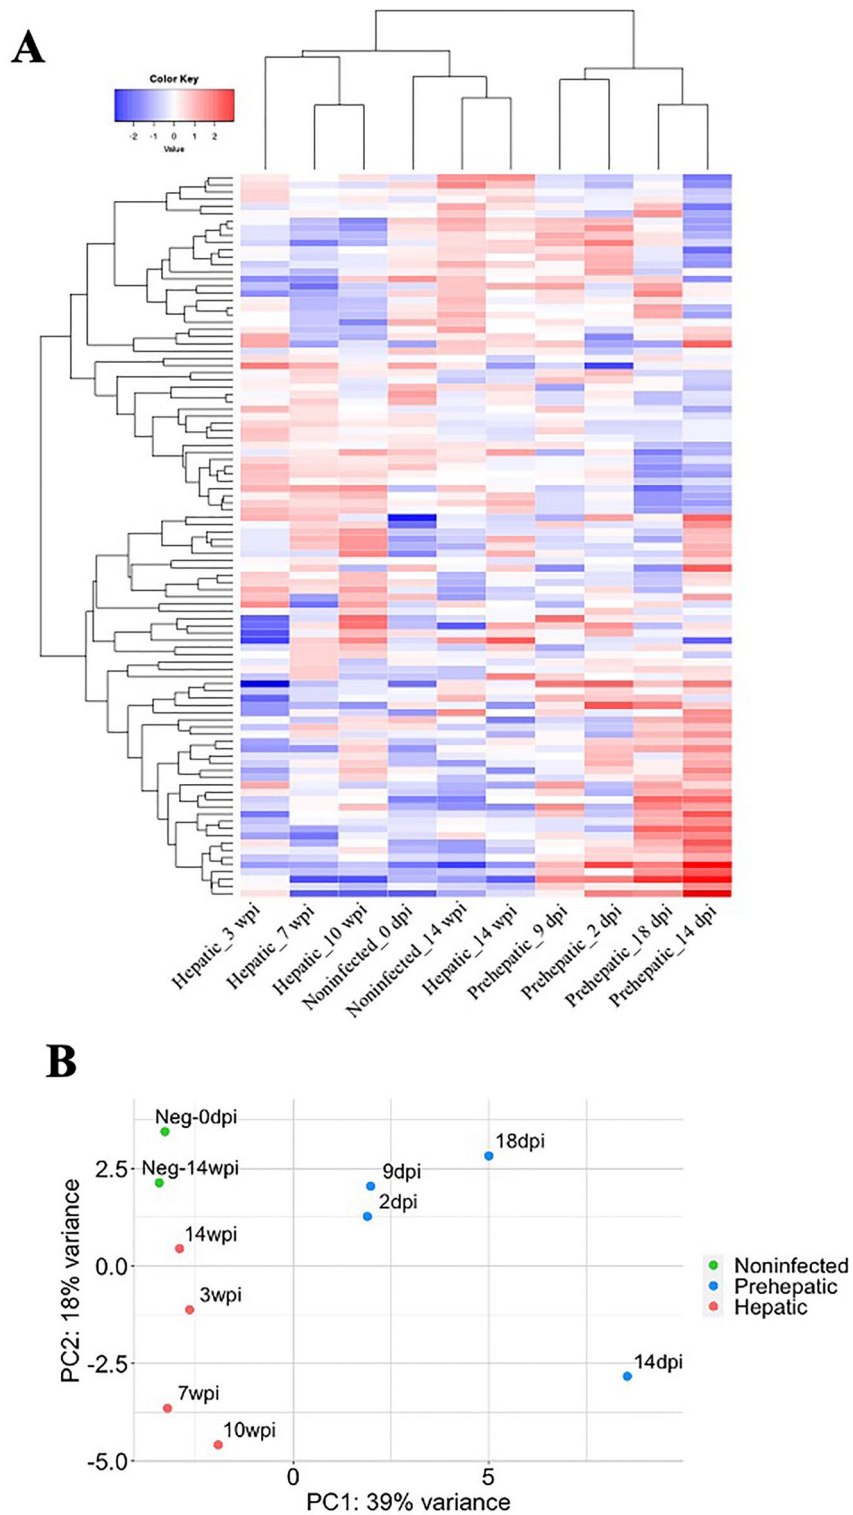 A
Color Key
-2 -1 0 1 2
Value
Hepatic_3 wpi
Hepatic_7 wpi
Hepatic_10 wpi
Noninfected_0 dpi
Noninfected_14 wpi
Hepatic_14 wpi
Prehepatic_9 dpi
Prehepatic_2 dpi
Prehepatic_18 dpi
Prehepatic_14 dpi
B
Neg-0dpi
18dpi
Neg-14wpi
9dpi
2.5
2dpi
14wpi
0.0
3wpi
Noninfected
Prehepatic
Hepatic
PC2: 18% variance
-2.5
14dpi
7wpi
10wpi
-5.0
0 5
PC1: 39% variance